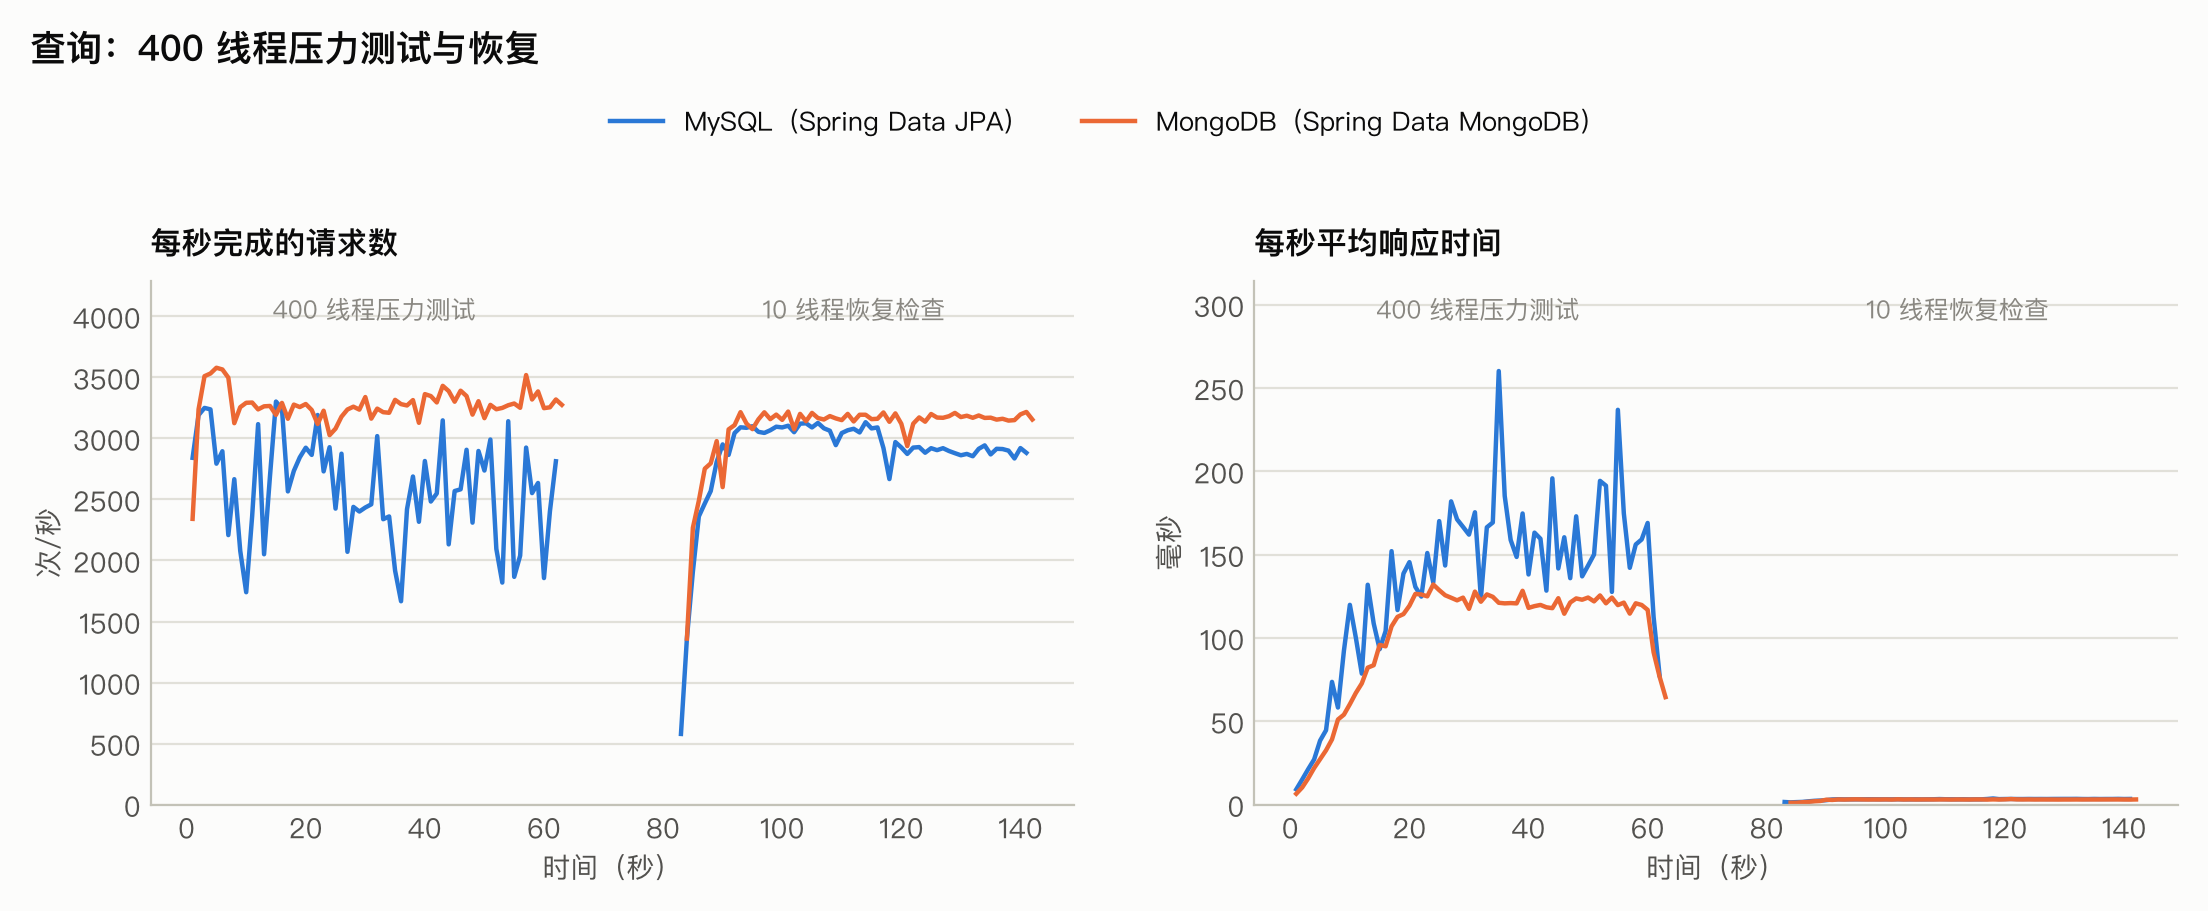 查询：400 线程压力测试与恢复
MySQL（Spring Data JPA）
MongoDB（Spring Data MongoDB）
每秒完成的请求数
400 线程压力测试
10 线程恢复检查
4000
3500
3000
2500
2000
1500
1000
500
0
次/秒
0 20 40 60 80 100 120 140
时间（秒）
每秒平均响应时间
400 线程压力测试
10 线程恢复检查
300
250
200
150
100
50
0
毫秒
0 20 40 60 80 100 120 140
时间（秒）